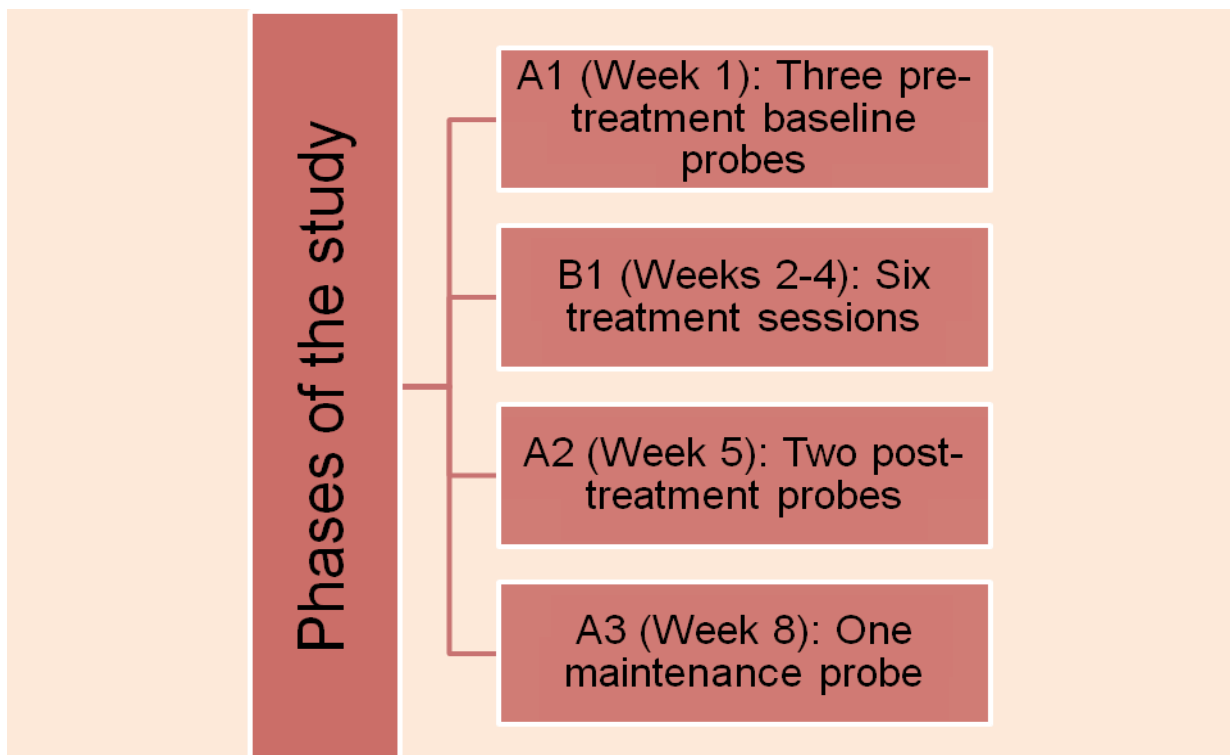 Phases of the study
A1 (Week 1): Three pre-
treatment baseline
probes
B1 (Weeks 2-4): Six
treatment sessions
A2 (Week 5): Two post-
treatment probes
A3 (Week 8): One
maintenance probe